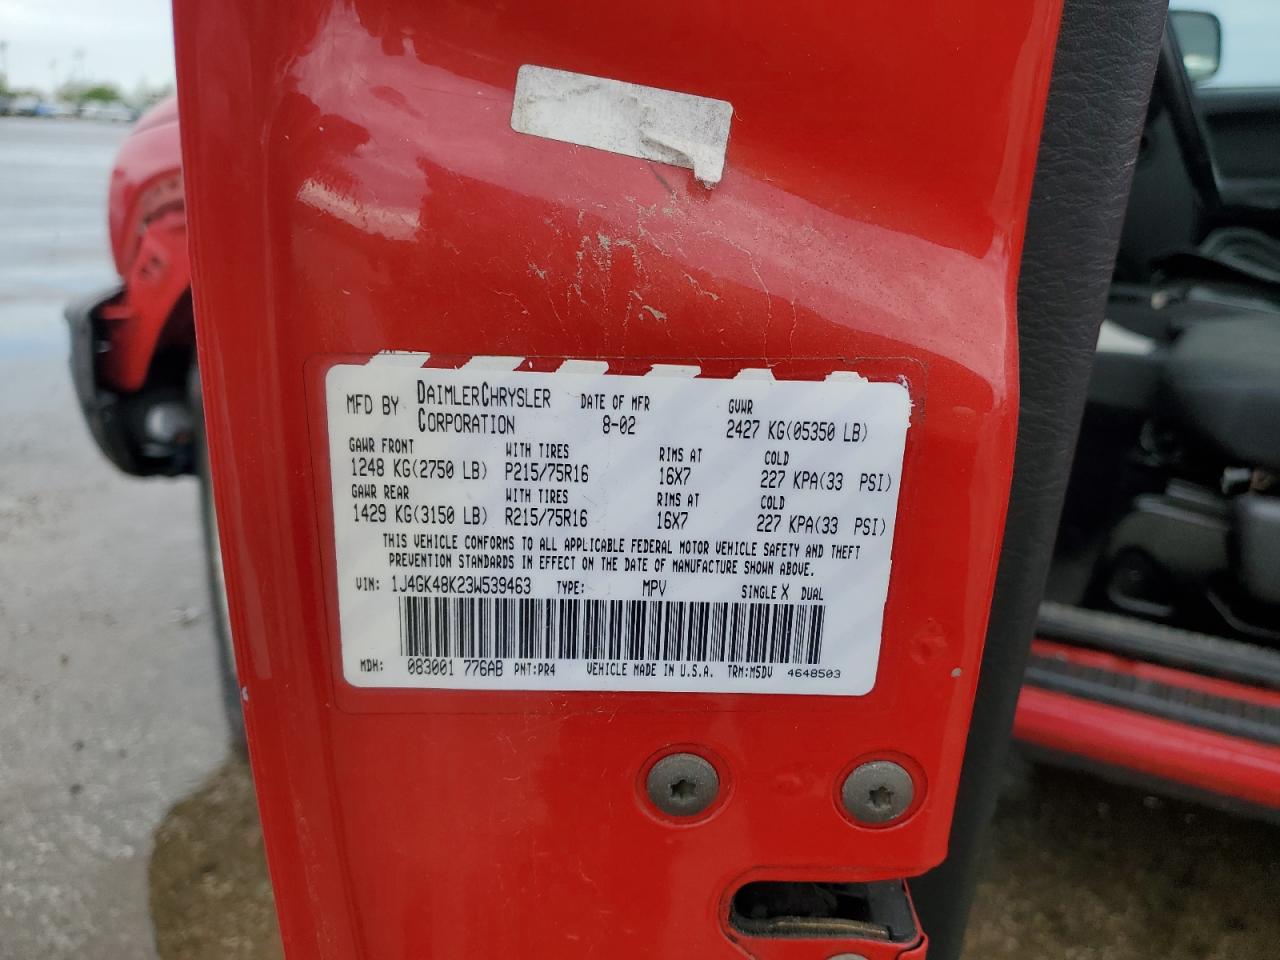 MFD BY DAIMLERCHRYSLER CORPORATION DATE OF MFR 8-02 GVWR 2427 KG(05350 LB)
GAWR FRONT WITH TIRES RIMS AT COLD
1248 KG(2750 LB) P215/75R16 16X7 227 KPA(33 PSI)
GAWR REAR WITH TIRES RIMS AT COLD
1429 KG(3150 LB) R215/75R16 16X7 227 KPA(33 PSI)
THIS VEHICLE CONFORMS TO ALL APPLICABLE FEDERAL MOTOR VEHICLE SAFETY AND THEFT
PREVENTION STANDARDS IN EFFECT ON THE DATE OF MANUFACTURE SHOWN ABOVE.
VIN: 1J4GK48K23W539463 TYPE: MPV SINGLE X DUAL
MDH: 083001 776AB PNT:PR4 VEHICLE MADE IN U.S.A. TRM:M5DV 4648503